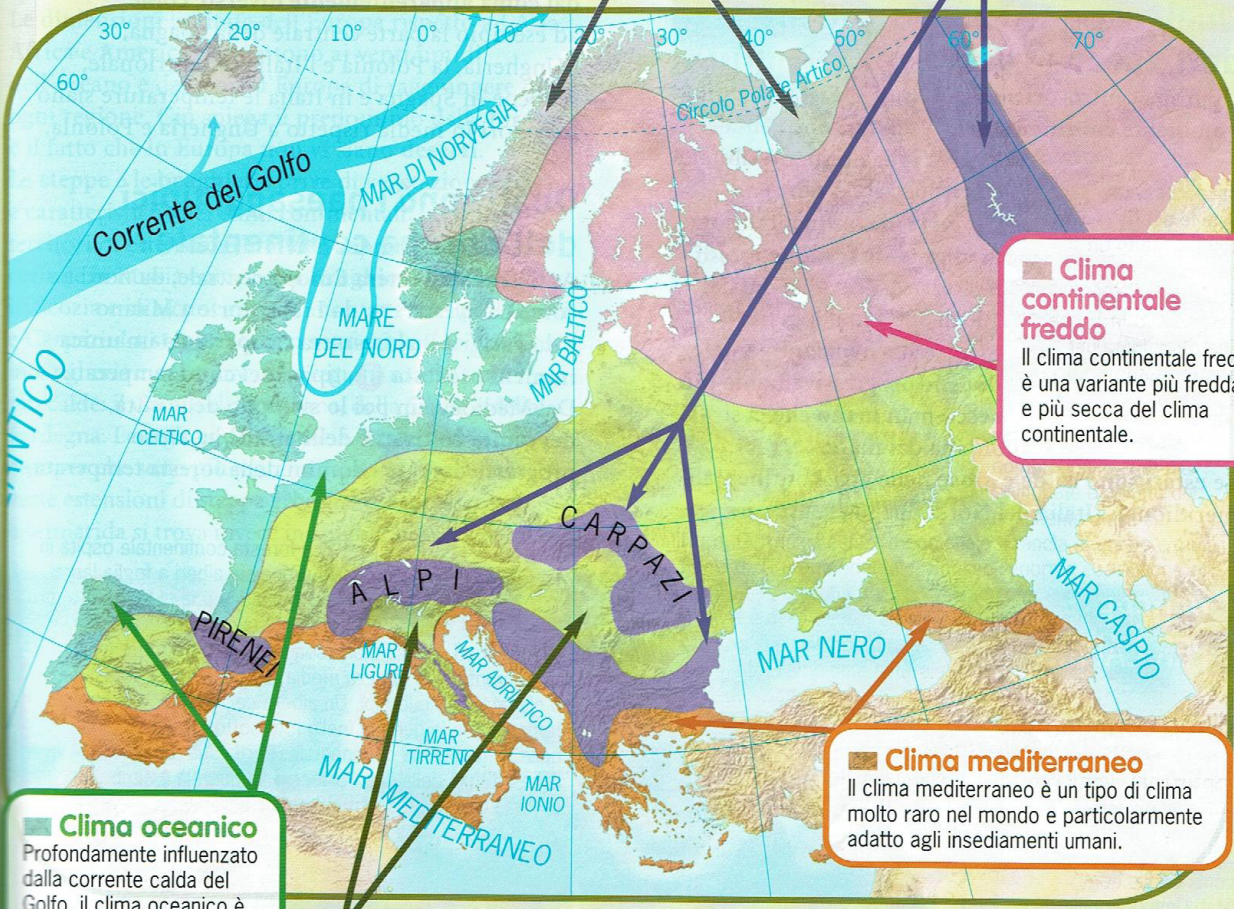 30°
20°
10°
0°
10°
20°
30°
40°
50°
60°
70°
60°
Circolo Polare Artico
Corrente del Golfo
MAR DI NORVEGIA
MARE
DEL NORD
MAR BALTICO
MAR
CELTICO
Clima
continentale
freddo
Il clima continentale
è una variante più fredda
e più secca del clima
continentale.
CARPAZI
ALPI
PIRENEI
MAR
LIGURE
MAR ADRIATICO
MAR NERO
MAR CASPIO
MAR
TIRRENO
MAR
IONIO
MAR MEDITERRANEO
Clima mediterraneo
Il clima mediterraneo è un tipo di clima
molto raro nel mondo e particolarmente
adatto agli insediamenti umani.
Clima oceanico
Profondamente influenzato
dalla corrente calda del
Golfo, il clima oceanico è